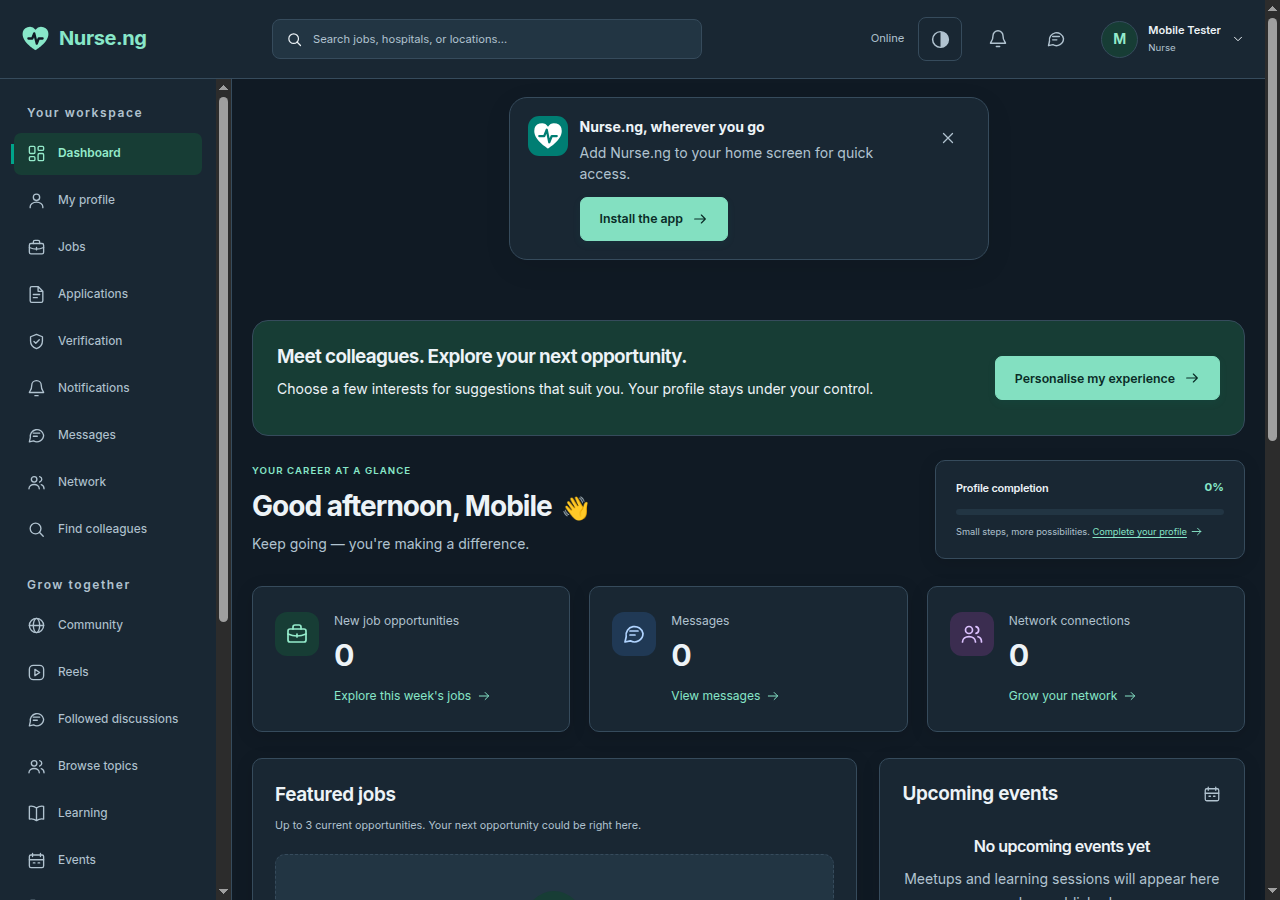 Nurse.ng
Search jobs, hospitals, or locations...
Online
M
Mobile Tester
Nurse
Your workspace
Dashboard
My profile
Jobs
Applications
Verification
Notifications
Messages
Network
Find colleagues
Grow together
Community
Reels
Followed discussions
Browse topics
Learning
Events
Nurse.ng, wherever you go
Add Nurse.ng to your home screen for quick
access.
Install the app →
Meet colleagues. Explore your next opportunity.
Choose a few interests for suggestions that suit you. Your profile stays under your control.
Personalise my experience →
YOUR CAREER AT A GLANCE
Good afternoon, Mobile 👋
Keep going — you're making a difference.
Profile completion
0%
Small steps, more possibilities. Complete your profile →
New job opportunities
0
Explore this week's jobs →
Messages
0
View messages →
Network connections
0
Grow your network →
Featured jobs
Up to 3 current opportunities. Your next opportunity could be right here.
Upcoming events
No upcoming events yet
Meetups and learning sessions will appear here